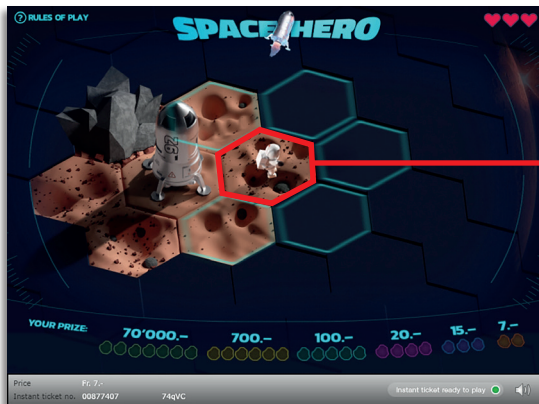 ? RULES OF PLAY
SPACE HERO
YOUR PRIZE:
70'000.-
700.-
100.-
20.-
15.-
7.-
Price Fr. 7.-
Instant ticket no. 00877407 74qVC
Instant ticket ready to play